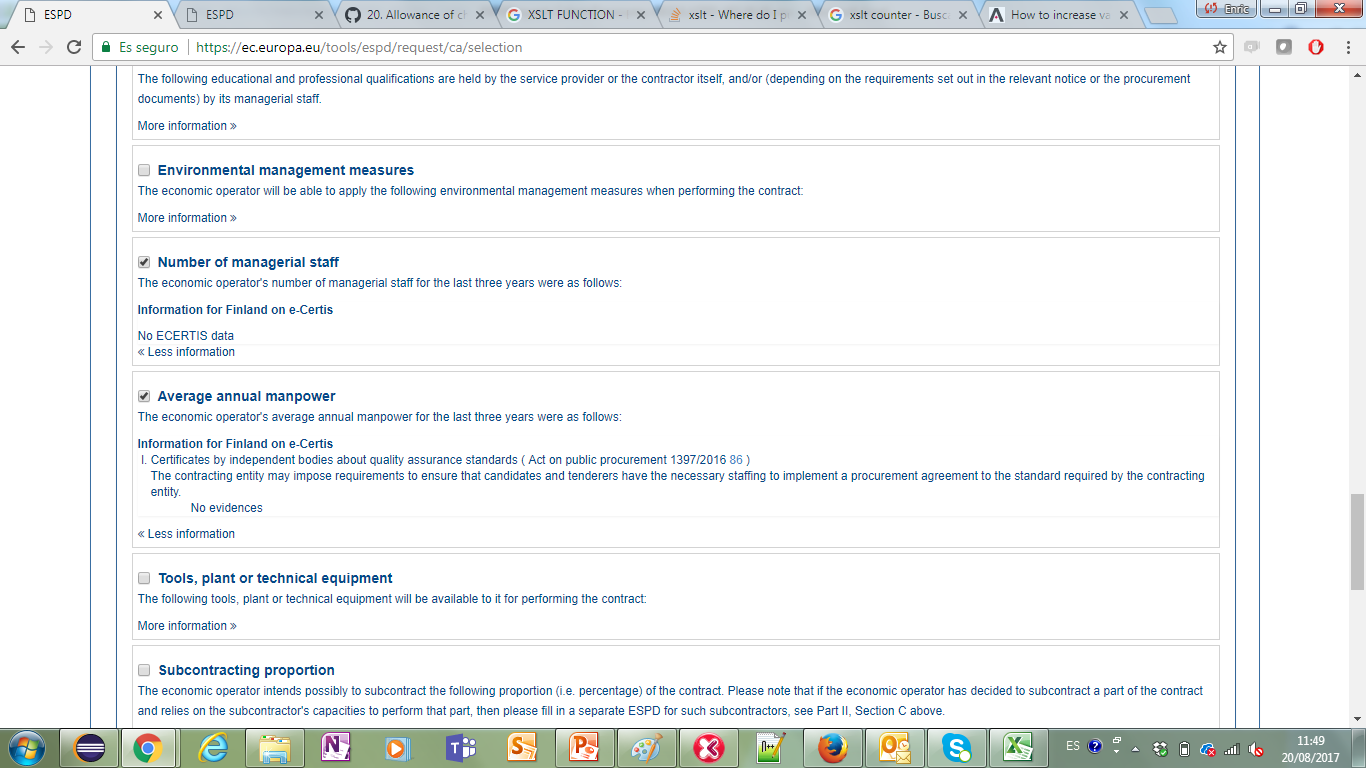 ESPD
ESPD
20. Allowance of c
XSLT FUNCTION -
xslt - Where do I p
xslt counter - Busc
How to increase va
Enric
Es seguro
https://ec.europa.eu/tools/espd/request/ca/selection
The following educational and professional qualifications are held by the service provider or the contractor itself, and/or (depending on the requirements set out in the relevant notice or the procurement
documents) by its managerial staff.
More information »
Environmental management measures
The economic operator will be able to apply the following environmental management measures when performing the contract:
More information »
Number of managerial staff
The economic operator's number of managerial staff for the last three years were as follows:
Information for Finland on e-Certis
No ECERTIS data
« Less information
Average annual manpower
The economic operator's average annual manpower for the last three years were as follows:
Information for Finland on e-Certis
I. Certificates by independent bodies about quality assurance standards ( Act on public procurement 1397/2016 86 )
The contracting entity may impose requirements to ensure that candidates and tenderers have the necessary staffing to implement a procurement agreement to the standard required by the contracting
entity.
No evidences
« Less information
Tools, plant or technical equipment
The following tools, plant or technical equipment will be available to it for performing the contract:
More information »
Subcontracting proportion
The economic operator intends possibly to subcontract the following proportion (i.e. percentage) of the contract. Please note that if the economic operator has decided to subcontract a part of the contract
and relies on the subcontractor's capacities to perform that part, then please fill in a separate ESPD for such subcontractors, see Part II, Section C above.
ES
11:49
20/08/2017